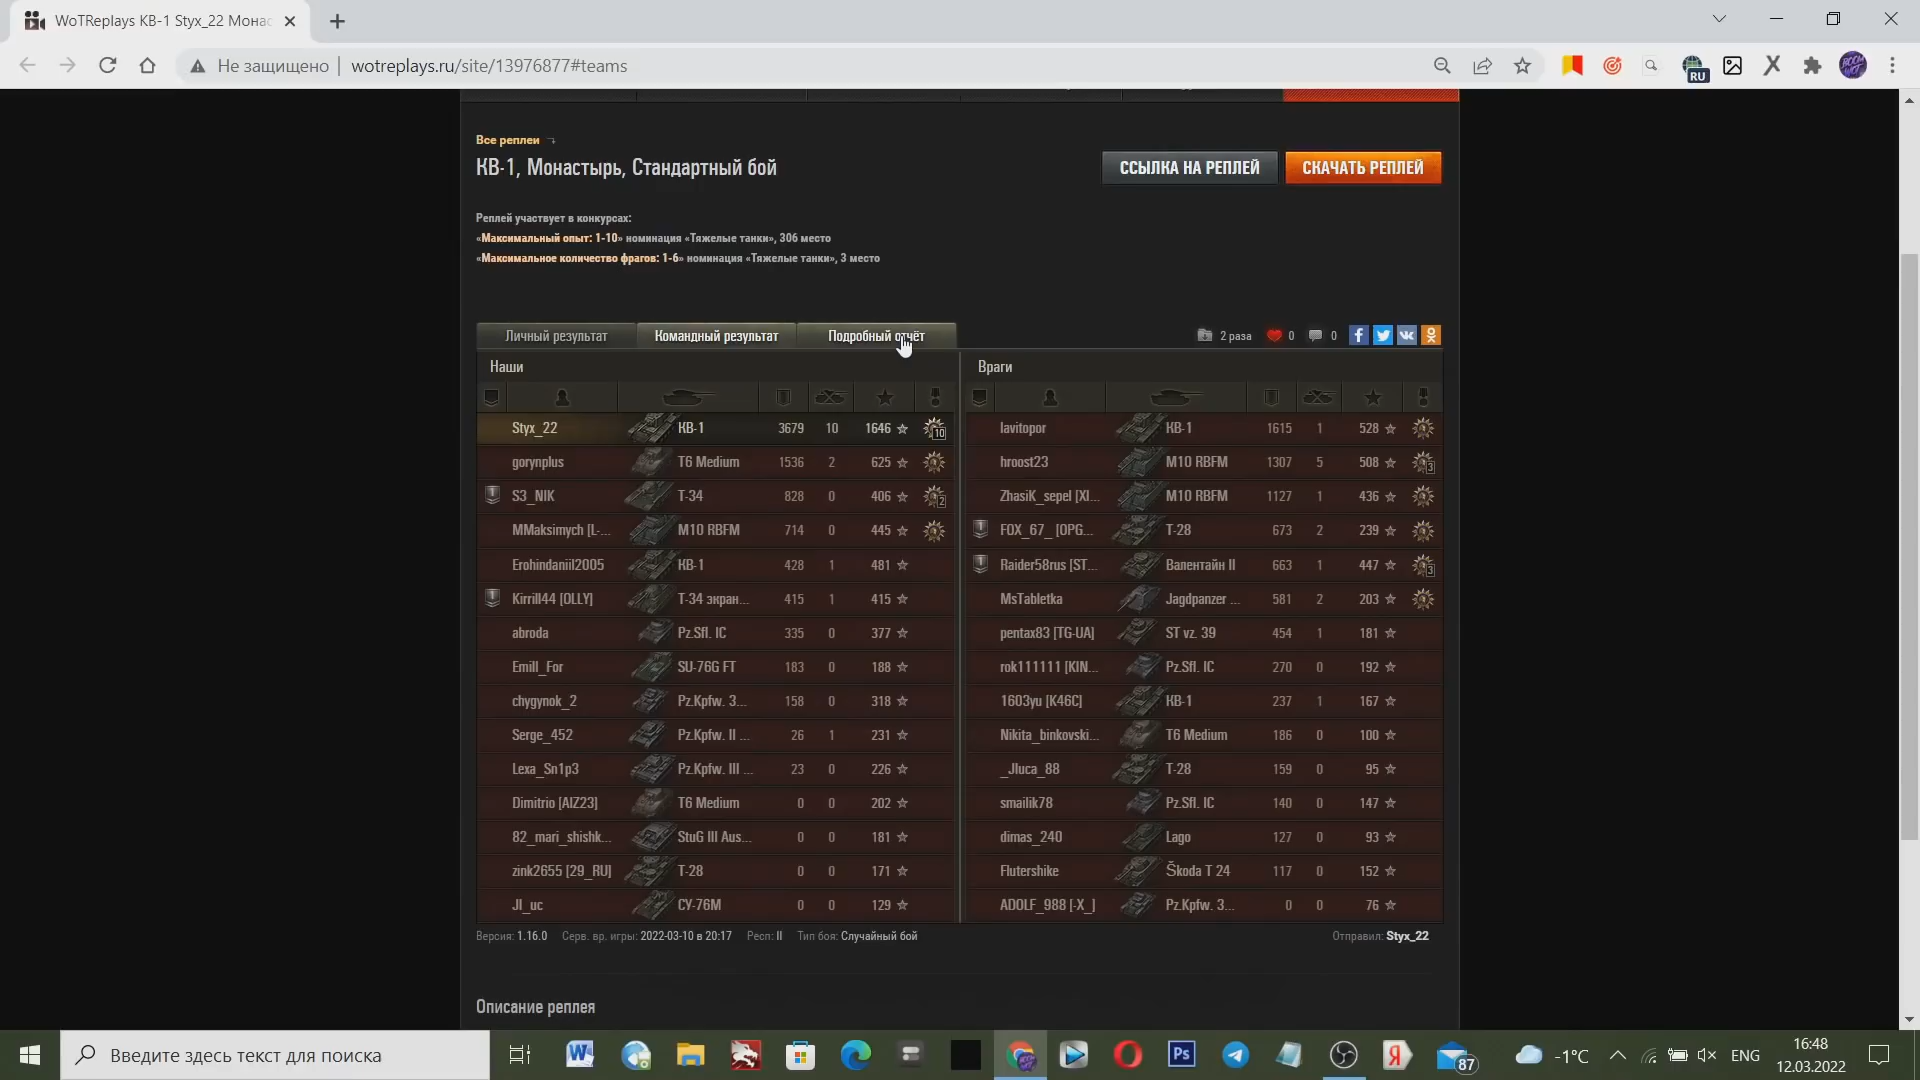 WoTReplays КВ-1 Styx_22 Монас
Не защищено
wotreplays.ru/site/13976877#teams
RU
Все реплеи
КВ-1, Монастырь, Стандартный бой
ССЫЛКА НА РЕПЛЕЙ
СКАЧАТЬ РЕПЛЕЙ
Реплей участвует в конкурсах:
«Максимальный опыт: 1-10» номинация «Тяжелые танки», 306 место
«Максимальное количество фрагов: 1-6» номинация «Тяжелые танки», 3 место
Личный результат Командный результат Подробный отчёт 2 раза 0 0
Наши Враги
Styx_22 КВ-1 3679 10 1646 10 lavitopor КВ-1 1615 1 528
gorynplus T6 Medium 1536 2 625 hroost23 M10 RBFM 1307 5 508 3
S3_NIK Т-34 828 0 406 2 ZhasiK_sepel [XI... M10 RBFM 1127 1 436
MMaksimych [L-... M10 RBFM 714 0 445 FOX_67_ [OPG... Т-28 673 2 239
Erohindaniil2005 КВ-1 428 1 481 Raider58rus [ST... Валентайн II 663 1 447 3
Kirrill44 [OLLY] Т-34 экран... 415 1 415 MsTabletka Jagdpanzer ... 581 2 203
abroda Pz.Sfl. IC 335 0 377 pentax83 [TG-UA] ST vz. 39 454 1 181
Emill_For SU-76G FT 183 0 188 rok111111 [KIN... Pz.Sfl. IC 270 0 192
chygynok_2 Pz.Kpfw. 3... 158 0 318 1603yu [K46C] КВ-1 237 1 167
Serge_452 Pz.Kpfw. II ... 26 1 231 Nikita_binkovski... T6 Medium 186 0 100
Lexa_Sn1p3 Pz.Kpfw. III ... 23 0 226 _Jluca_88 Т-28 159 0 95
Dimitrio [AIZ23] T6 Medium 0 0 202 smailik78 Pz.Sfl. IC 140 0 147
82_mari_shishk... StuG III Aus... 0 0 181 dimas_240 Lago 127 0 93
zink2655 [29_RU] Т-28 0 0 171 Flutershike Škoda T 24 117 0 152
JI_uc СУ-76М 0 0 129 ADOLF_988 [-X_] Pz.Kpfw. 3... 0 0 76
Версия: 1.16.0 Серв. вр. игры: 2022-03-10 в 20:17 Респ: II Тип боя: Случайный бой Отправил: Styx_22
Описание реплея
Введите здесь текст для поиска
87
-1°C
ENG
16:48
12.03.2022